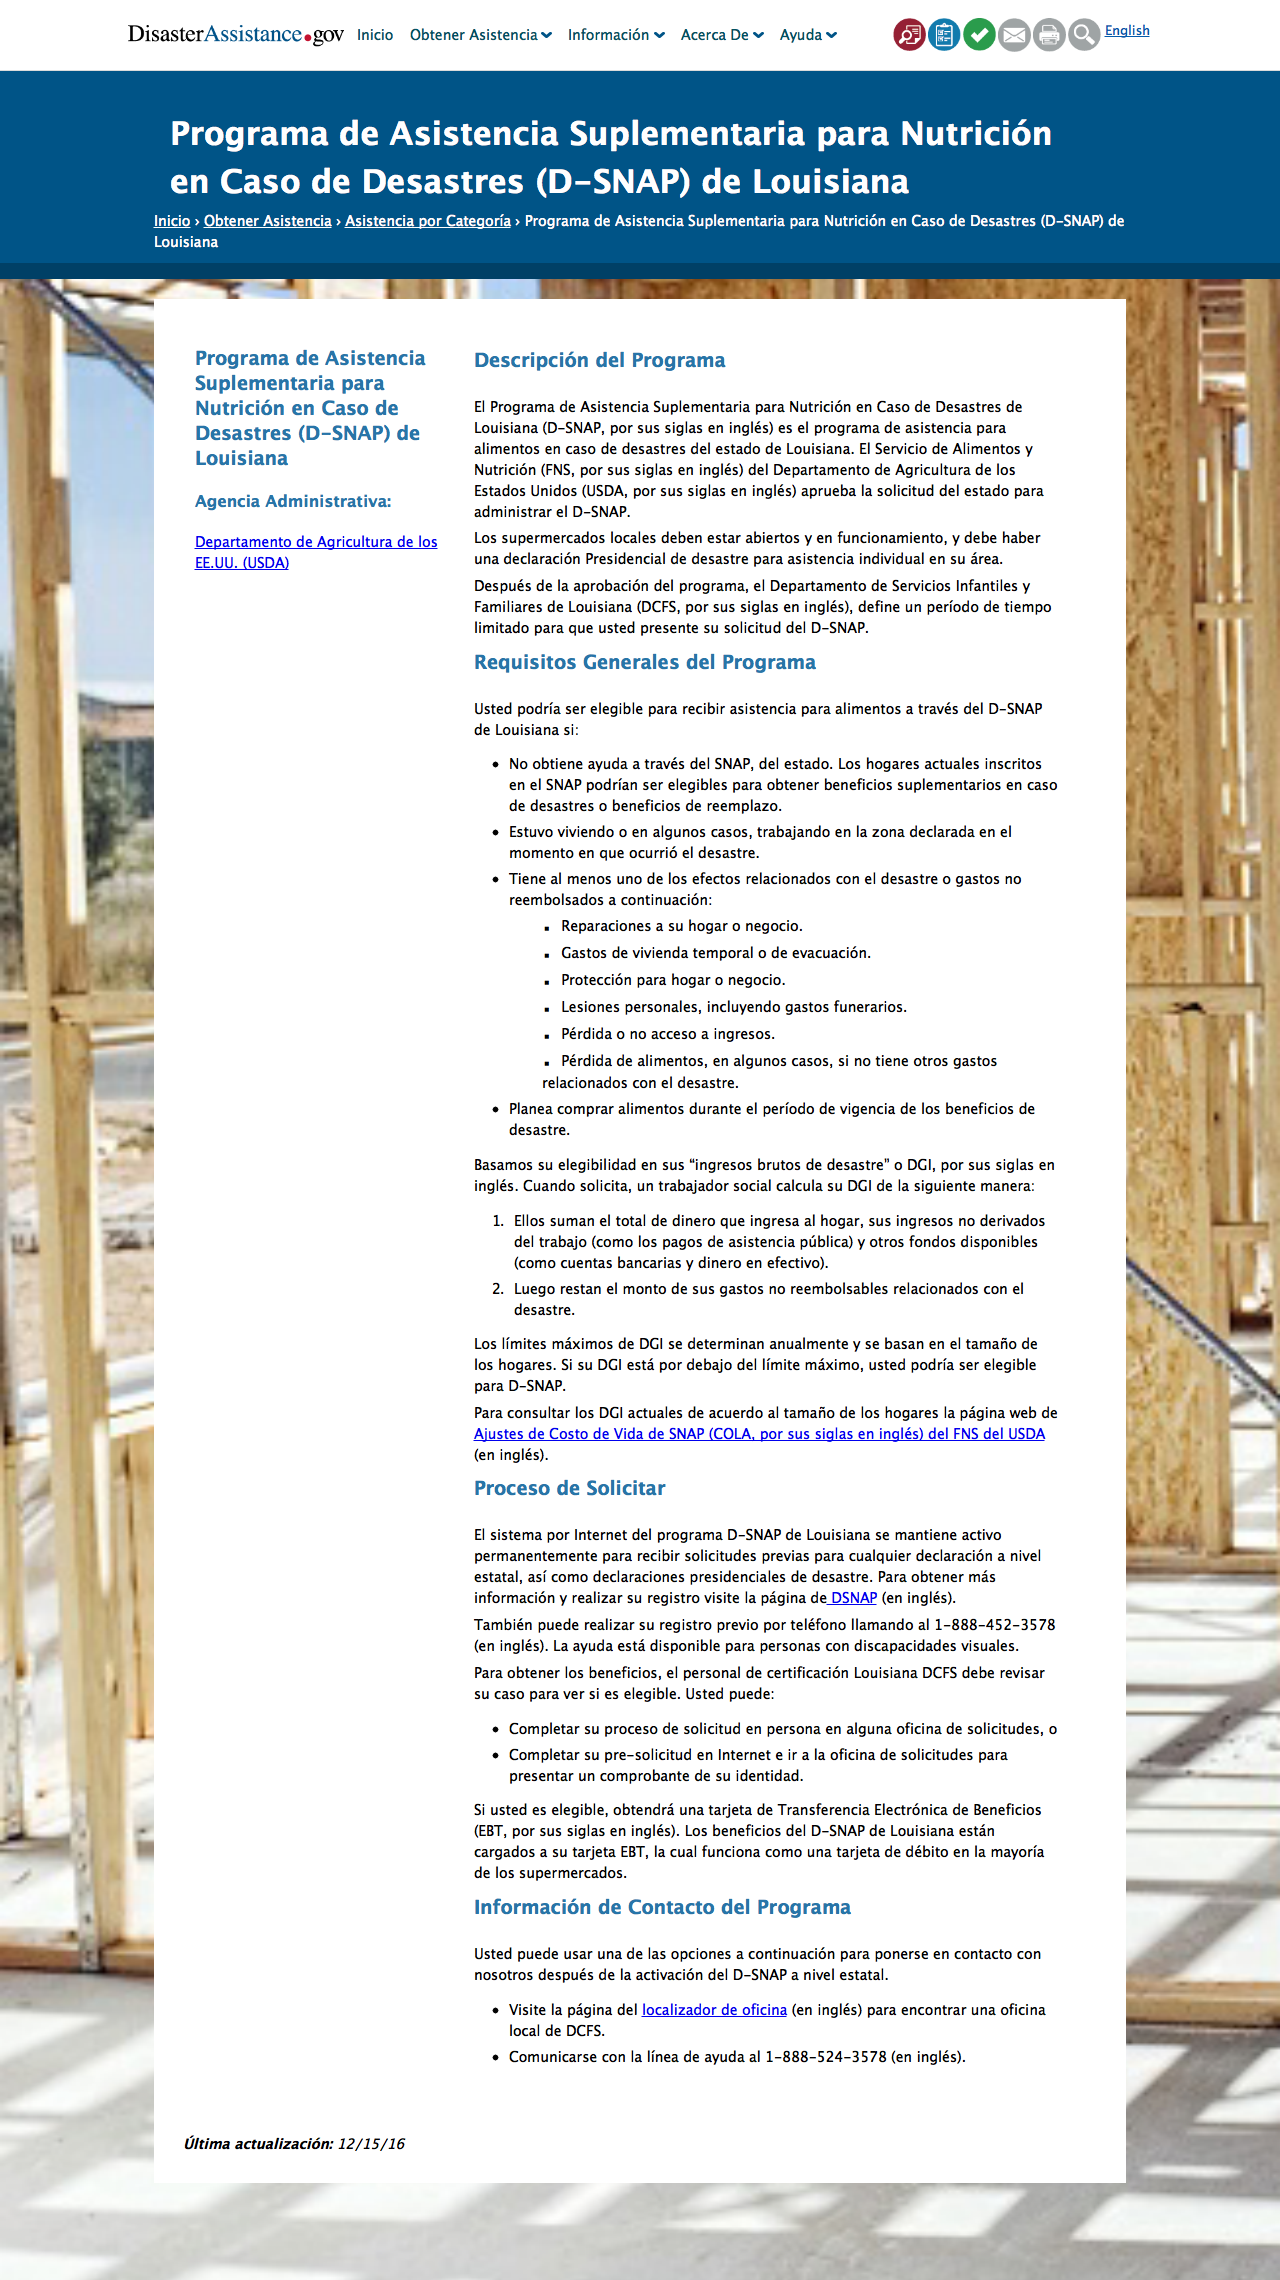 DisasterAssistance.gov Inicio Obtener Asistencia Información Acerca De Ayuda English
Programa de Asistencia Suplementaria para Nutrición
en Caso de Desastres (D-SNAP) de Louisiana
Inicio › Obtener Asistencia › Asistencia por Categoría › Programa de Asistencia Suplementaria para Nutrición en Caso de Desastres (D-SNAP) de
Louisiana
Programa de Asistencia
Suplementaria para
Nutrición en Caso de
Desastres (D-SNAP) de
Louisiana
Agencia Administrativa:
Departamento de Agricultura de los
EE.UU. (USDA)
Descripción del Programa
El Programa de Asistencia Suplementaria para Nutrición en Caso de Desastres de
Louisiana (D-SNAP, por sus siglas en inglés) es el programa de asistencia para
alimentos en caso de desastres del estado de Louisiana. El Servicio de Alimentos y
Nutrición (FNS, por sus siglas en inglés) del Departamento de Agricultura de los
Estados Unidos (USDA, por sus siglas en inglés) aprueba la solicitud del estado para
administrar el D-SNAP.
Los supermercados locales deben estar abiertos y en funcionamiento, y debe haber
una declaración Presidencial de desastre para asistencia individual en su área.
Después de la aprobación del programa, el Departamento de Servicios Infantiles y
Familiares de Louisiana (DCFS, por sus siglas en inglés), define un período de tiempo
limitado para que usted presente su solicitud del D-SNAP.
Requisitos Generales del Programa
Usted podría ser elegible para recibir asistencia para alimentos a través del D-SNAP
de Louisiana si:
• No obtiene ayuda a través del SNAP, del estado. Los hogares actuales inscritos
en el SNAP podrían ser elegibles para obtener beneficios suplementarios en caso
de desastres o beneficios de reemplazo.
• Estuvo viviendo o en algunos casos, trabajando en la zona declarada en el
momento en que ocurrió el desastre.
• Tiene al menos uno de los efectos relacionados con el desastre o gastos no
reembolsados a continuación:
▪ Reparaciones a su hogar o negocio.
▪ Gastos de vivienda temporal o de evacuación.
▪ Protección para hogar o negocio.
▪ Lesiones personales, incluyendo gastos funerarios.
▪ Pérdida o no acceso a ingresos.
▪ Pérdida de alimentos, en algunos casos, si no tiene otros gastos
relacionados con el desastre.
• Planea comprar alimentos durante el período de vigencia de los beneficios de
desastre.
Basamos su elegibilidad en sus “ingresos brutos de desastre” o DGI, por sus siglas en
inglés. Cuando solicita, un trabajador social calcula su DGI de la siguiente manera:
1. Ellos suman el total de dinero que ingresa al hogar, sus ingresos no derivados
del trabajo (como los pagos de asistencia pública) y otros fondos disponibles
(como cuentas bancarias y dinero en efectivo).
2. Luego restan el monto de sus gastos no reembolsables relacionados con el
desastre.
Los límites máximos de DGI se determinan anualmente y se basan en el tamaño de
los hogares. Si su DGI está por debajo del límite máximo, usted podría ser elegible
para D-SNAP.
Para consultar los DGI actuales de acuerdo al tamaño de los hogares la página web de
Ajustes de Costo de Vida de SNAP (COLA, por sus siglas en inglés) del FNS del USDA
(en inglés).
Proceso de Solicitar
El sistema por Internet del programa D-SNAP de Louisiana se mantiene activo
permanentemente para recibir solicitudes previas para cualquier declaración a nivel
estatal, así como declaraciones presidenciales de desastre. Para obtener más
información y realizar su registro visite la página de DSNAP (en inglés).
También puede realizar su registro previo por teléfono llamando al 1-888-452-3578
(en inglés). La ayuda está disponible para personas con discapacidades visuales.
Para obtener los beneficios, el personal de certificación Louisiana DCFS debe revisar
su caso para ver si es elegible. Usted puede:
• Completar su proceso de solicitud en persona en alguna oficina de solicitudes, o
• Completar su pre-solicitud en Internet e ir a la oficina de solicitudes para
presentar un comprobante de su identidad.
Si usted es elegible, obtendrá una tarjeta de Transferencia Electrónica de Beneficios
(EBT, por sus siglas en inglés). Los beneficios del D-SNAP de Louisiana están
cargados a su tarjeta EBT, la cual funciona como una tarjeta de débito en la mayoría
de los supermercados.
Información de Contacto del Programa
Usted puede usar una de las opciones a continuación para ponerse en contacto con
nosotros después de la activación del D-SNAP a nivel estatal.
• Visite la página del localizador de oficina (en inglés) para encontrar una oficina
local de DCFS.
• Comunicarse con la línea de ayuda al 1-888-524-3578 (en inglés).
Última actualización: 12/15/16